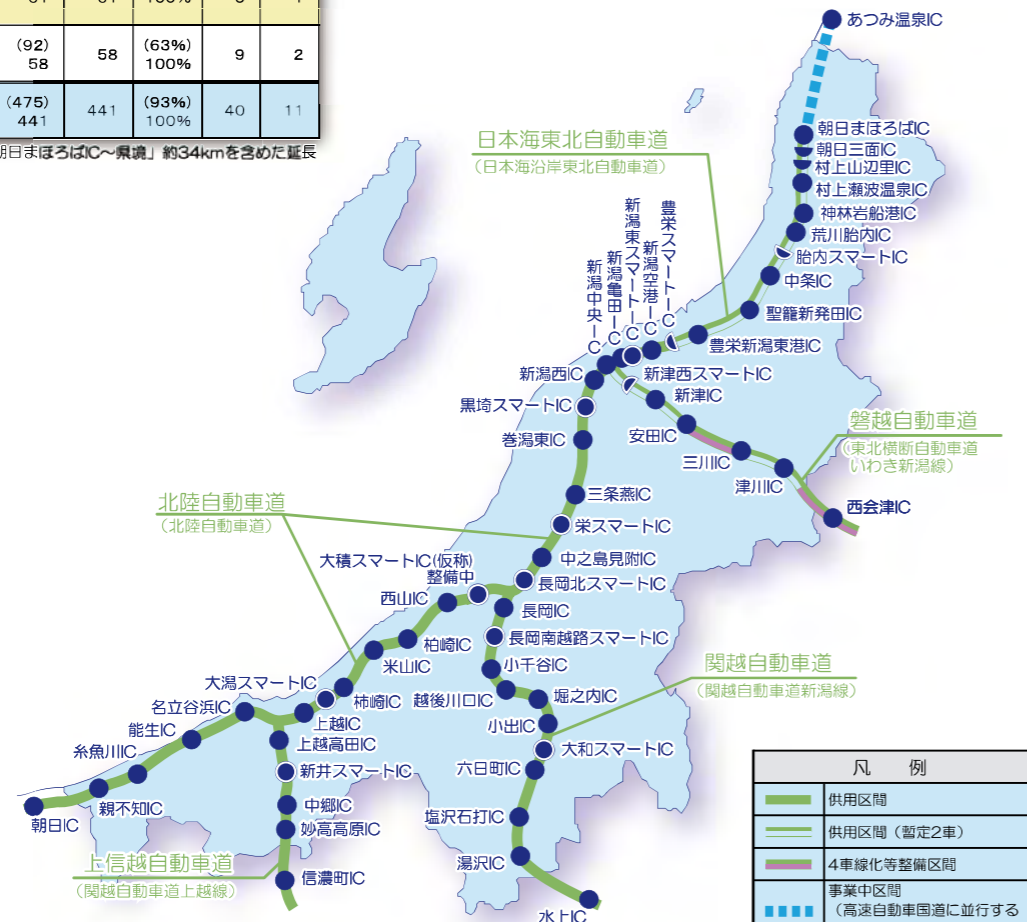 100%
(92)
58
58
(63%)
100%
9
2
(475)
441
441
(93%)
100%
40
11
朝日まほろばIC～県境」約34kmを含めた延長
あつみ温泉IC
朝日まほろばIC
朝日三面IC
村上山辺里IC
村上瀬波温泉IC
神林岩船港IC
荒川胎内IC
胎内スマートIC
中条IC
聖籠新発田IC
豊栄新潟東港IC
日本海東北自動車道
（日本海沿岸東北自動車道）
豊栄スマートIC
新潟空港IC
新潟東スマートIC
新潟亀田IC
新潟中央IC
新潟西IC
新津西スマートIC
新津IC
安田IC
三川IC
津川IC
西会津IC
磐越自動車道
（東北横断自動車道
いわき新潟線）
黒埼スマートIC
巻潟東IC
三条燕IC
栄スマートIC
中之島見附IC
長岡北スマートIC
北陸自動車道
（北陸自動車道）
大積スマートIC(仮称)
整備中
西山IC
柏崎IC
米山IC
柿崎IC
大潟スマートIC
上越IC
名立谷浜IC
能生IC
糸魚川IC
親不知IC
朝日IC
長岡IC
長岡南越路スマートIC
小千谷IC
越後川口IC
堀之内IC
小出IC
大和スマートIC
六日町IC
塩沢石打IC
湯沢IC
水上IC
関越自動車道
（関越自動車道新潟線）
上越高田IC
新井スマートIC
中郷IC
妙高高原IC
信濃町IC
上信越自動車道
（関越自動車道上越線）
凡　例
供用区間
供用区間（暫定2車）
4車線化等整備区間
事業中区間
（高速自動車国道に並行する